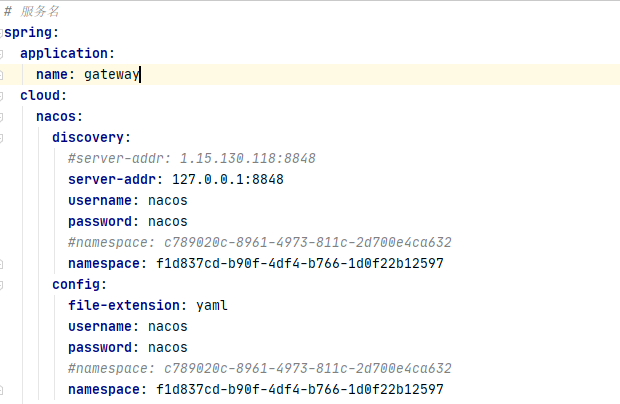 # 服务名
spring:
  application:
    name: gateway
  cloud:
    nacos:
      discovery:
        #server-addr: 1.15.130.118:8848
        server-addr: 127.0.0.1:8848
        username: nacos
        password: nacos
        #namespace: c789020c-8961-4973-811c-2d700e4ca632
        namespace: f1d837cd-b90f-4df4-b766-1d0f22b12597
      config:
        file-extension: yaml
        username: nacos
        password: nacos
        #namespace: c789020c-8961-4973-811c-2d700e4ca632
        namespace: f1d837cd-b90f-4df4-b766-1d0f22b12597